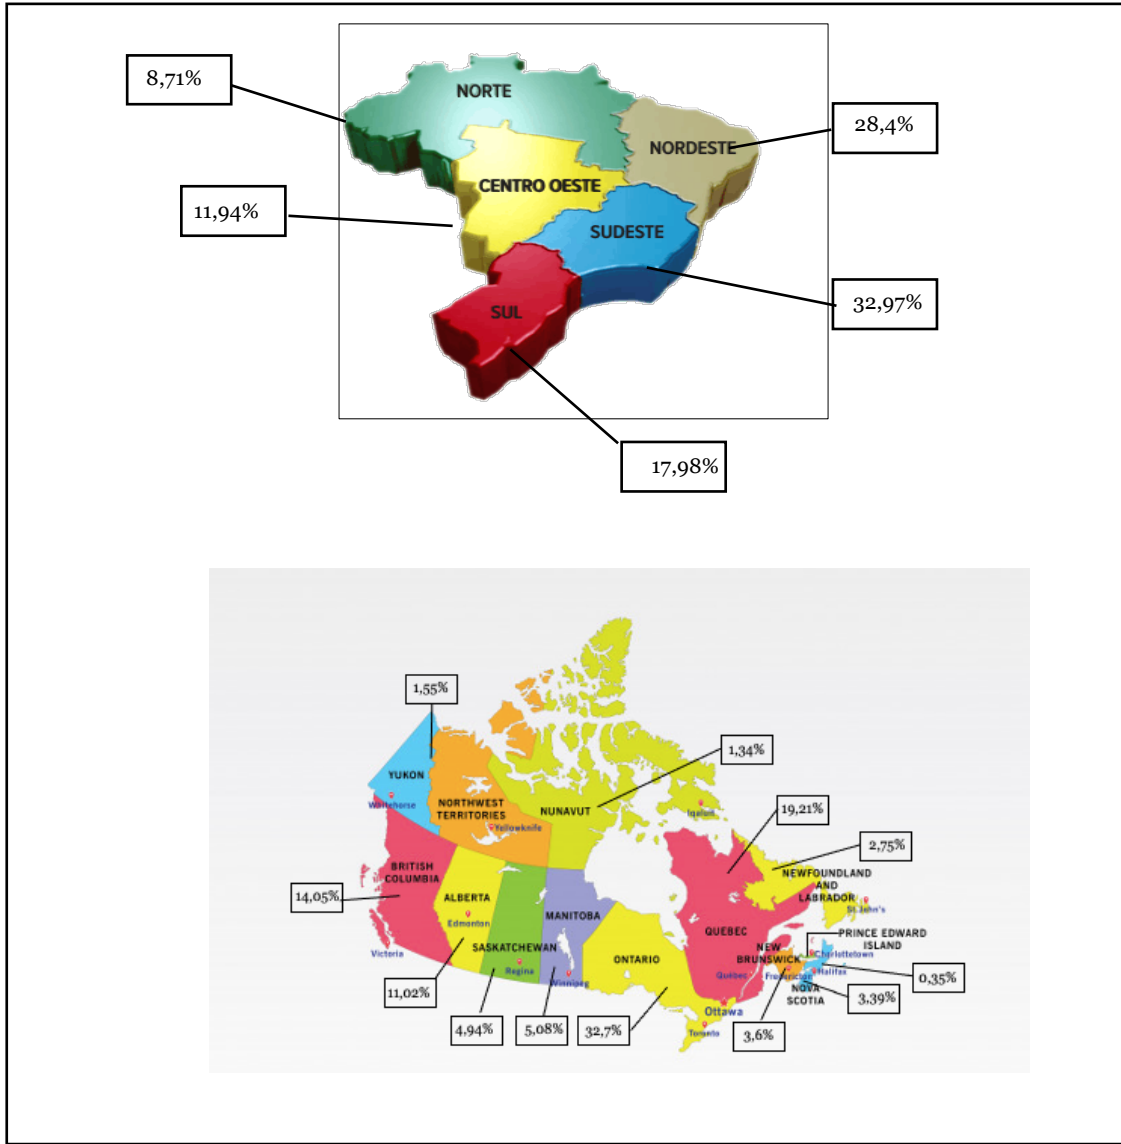 8,71%
NORTE
28,4%
NORDESTE
CENTRO OESTE
11,94%
SUDESTE
32,97%
SUL
17,98%
1,55%
1,34%
YUKON
Whitehorse
NORTHWEST
TERRITORIES
Yellowknife
NUNAVUT
Iqaluit
19,21%
2,75%
BRITISH
COLUMBIA
14,05%
ALBERTA
Edmonton
MANITOBA
NEWFOUNDLAND
AND
LABRADOR
St.John's
SASKATCHEWAN
Regina
Winnipeg
Victoria
ONTARIO
QUEBEC
Québec
NEW
BRUNSWICK
Fredericton
PRINCE EDWARD
ISLAND
Charlottetown
Halifax
NOVA
SCOTIA
0,35%
3,39%
11,02%
4,94%
5,08%
32,7%
Ottawa
Toronto
3,6%